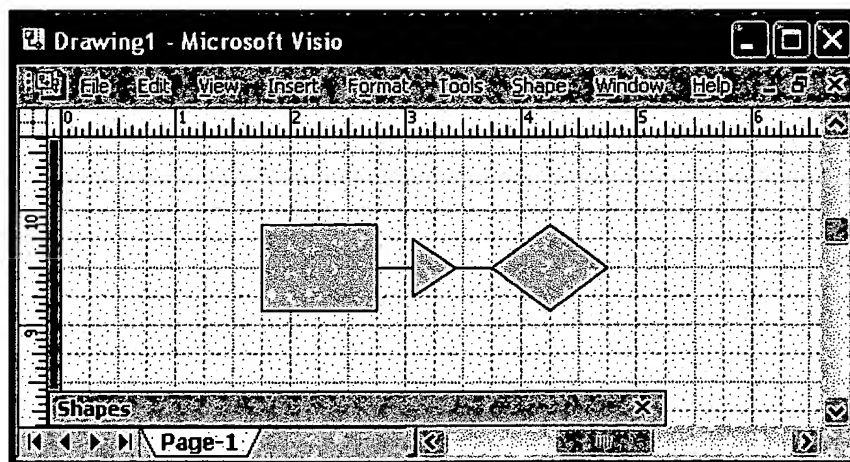 Drawing1 - Microsoft Visio
File Edit View Insert Format Tools Shape Window Help
0 1 2 3 4 5 6
10
9
Shapes
Page-1